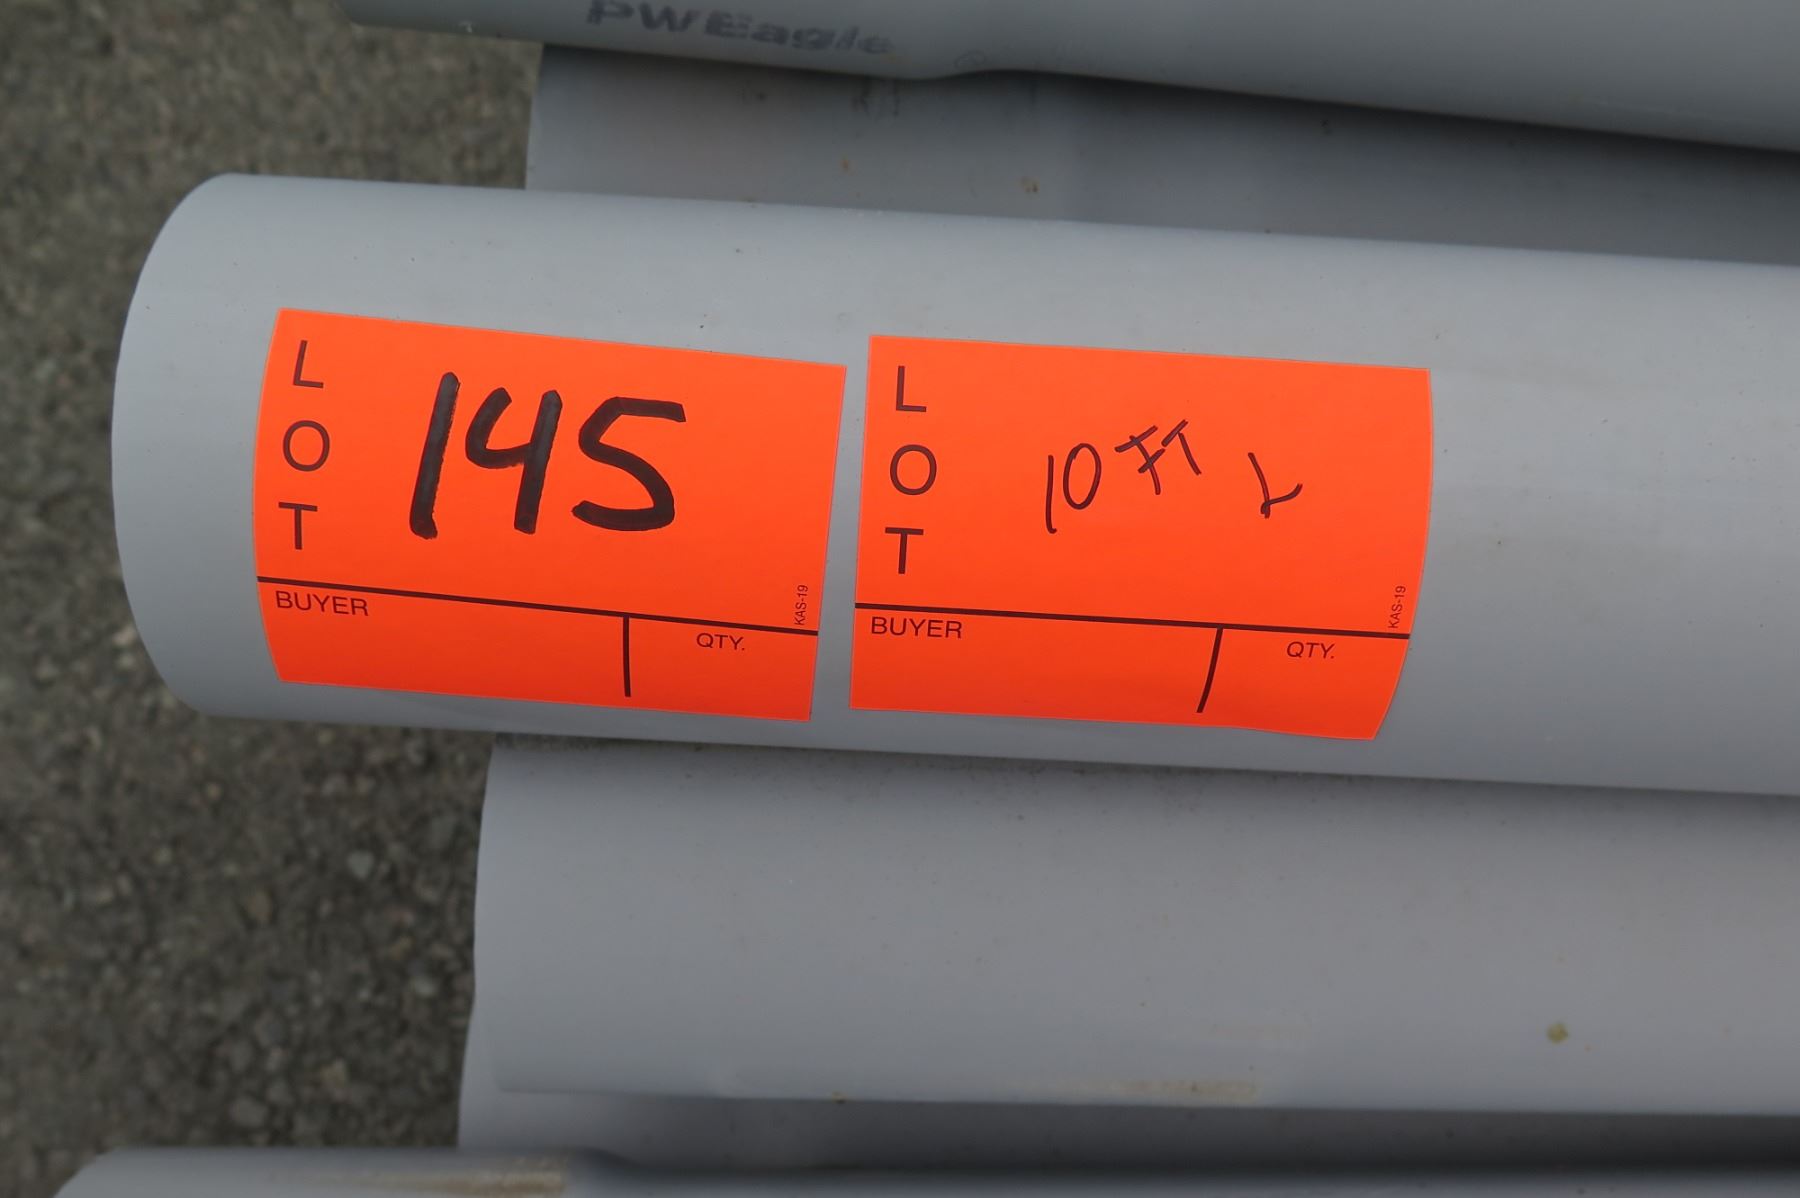 PWEagle
LOT
145
BUYER
QTY.
KAS-19
LOT
10 FT L
BUYER
QTY.
KAS-19